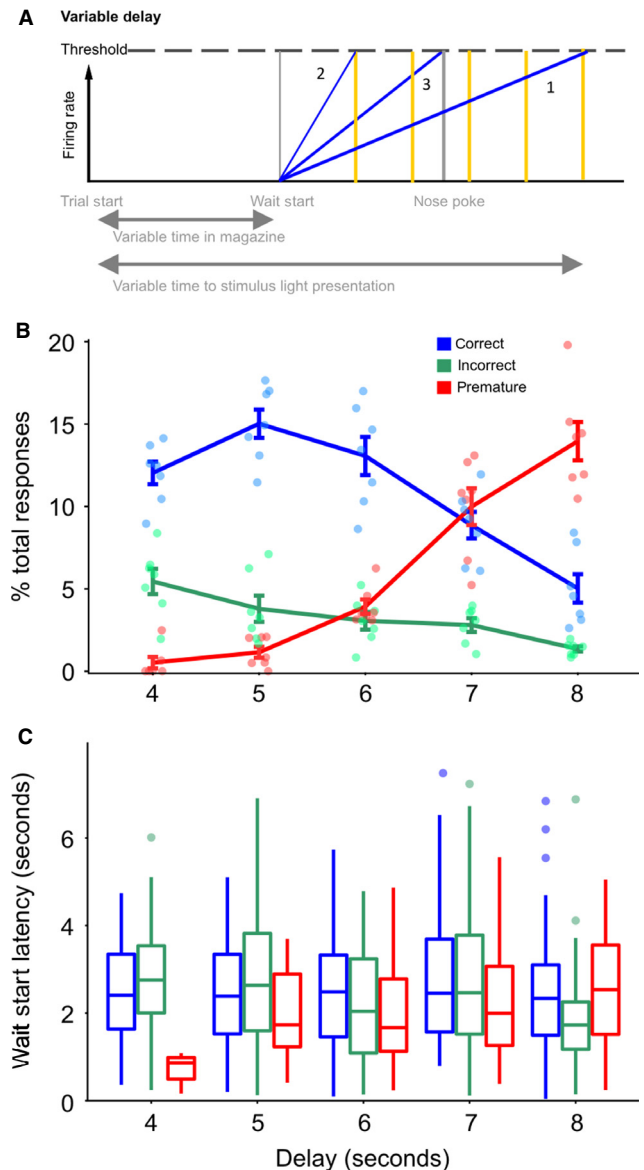 A
Variable delay
Threshold
2
3
1
Firing rate
Trial start Wait start Nose poke
Variable time in magazine
Variable time to stimulus light presentation
B
20
15
10
5
0
% total responses
Correct
Incorrect
Premature
4 5 6 7 8
C
6
4
2
0
Wait start latency (seconds)
4 5 6 7 8
Delay (seconds)